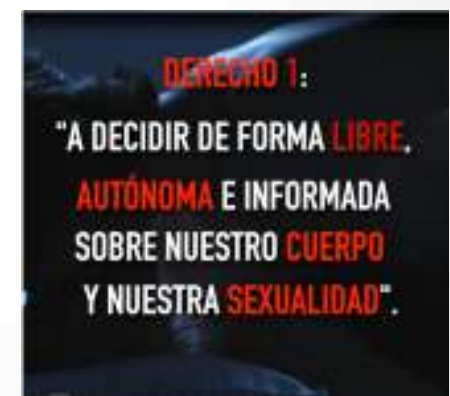 DERECHO 1:
"A DECIDIR DE FORMA LIBRE,
AUTÓNOMA E INFORMADA
SOBRE NUESTRO CUERPO
Y NUESTRA SEXUALIDAD".